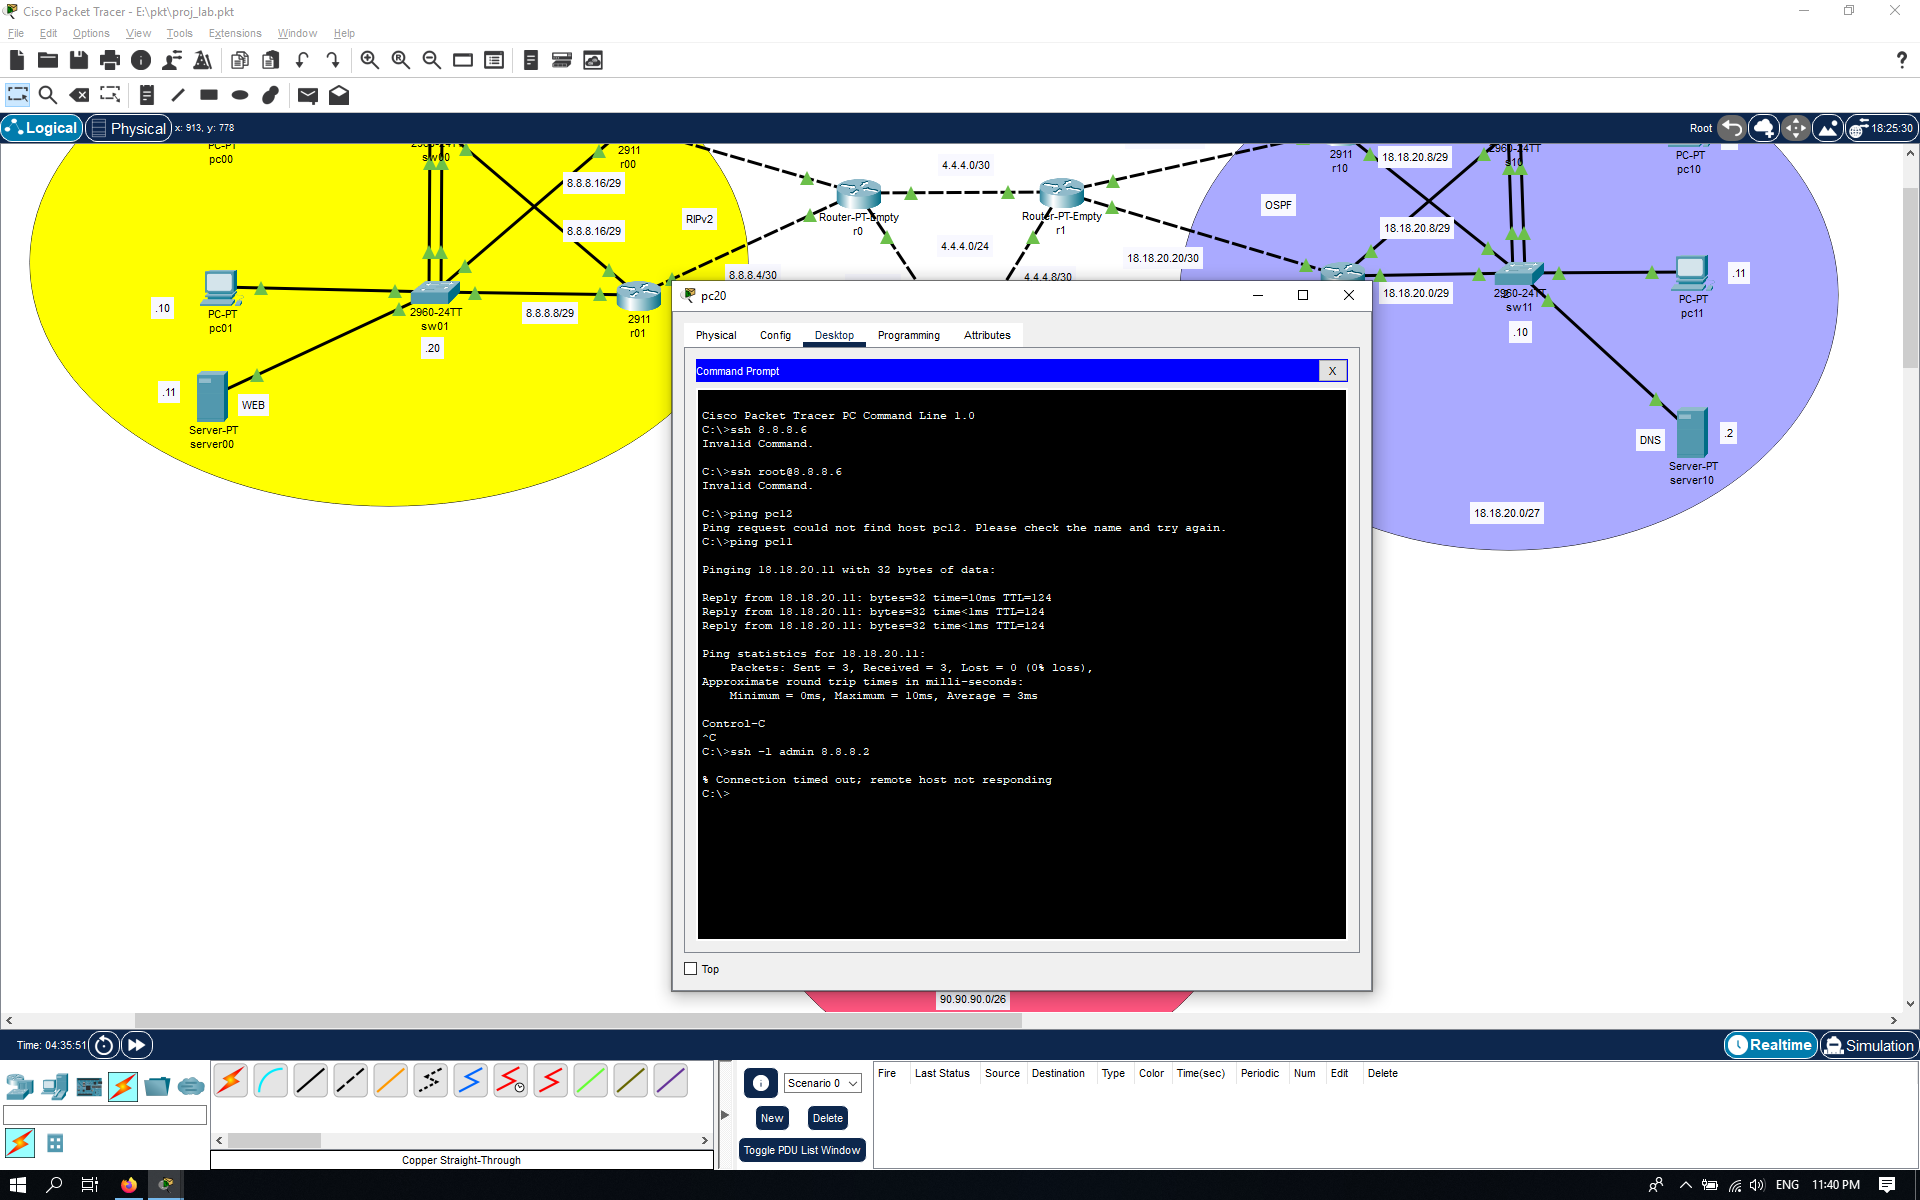 Cisco Packet Tracer - E:\pkt\proj_lab.pkt
File Edit Options View Tools Extensions Window Help
Logical Physical x: 913, y: 778 Root 18:25:30
PC-PT
pc00
sw00
2911
r00
8.8.8.16/29
8.8.8.16/29
RIPv2
4.4.4.0/30
Router-PT-Empty
r0
Router-PT-Empty
r1
4.4.4.0/24
8.8.8.4/30
4.4.4.8/30
18.18.20.20/30
OSPF
2911
r10
18.18.20.8/29
18.18.20.8/29
18.18.20.0/29
2960-24TT
s10
PC-PT
pc10
.10
PC-PT
pc01
2960-24TT
sw01
.20
8.8.8.8/29
2911
r01
.11
WEB
Server-PT
server00
2960-24TT
sw11
.10
.11
PC-PT
pc11
DNS
.2
Server-PT
server10
18.18.20.0/27
90.90.90.0/26
pc20
Physical Config Desktop Programming Attributes
Command Prompt X
Cisco Packet Tracer PC Command Line 1.0
C:\>ssh 8.8.8.6
Invalid Command.
C:\>ssh root@8.8.8.6
Invalid Command.
C:\>ping pc12
Ping request could not find host pc12. Please check the name and try again.
C:\>ping pc11
Pinging 18.18.20.11 with 32 bytes of data:
Reply from 18.18.20.11: bytes=32 time=10ms TTL=124
Reply from 18.18.20.11: bytes=32 time<1ms TTL=124
Reply from 18.18.20.11: bytes=32 time<1ms TTL=124
Ping statistics for 18.18.20.11:
Packets: Sent = 3, Received = 3, Lost = 0 (0% loss),
Approximate round trip times in milli-seconds:
Minimum = 0ms, Maximum = 10ms, Average = 3ms
Control-C
^C
C:\>ssh -l admin 8.8.8.2
% Connection timed out; remote host not responding
C:\>
Top
Time: 04:35:51 Realtime Simulation
Scenario 0
New Delete
Toggle PDU List Window
Fire Last Status Source Destination Type Color Time(sec) Periodic Num Edit Delete
Copper Straight-Through
ENG 11:40 PM